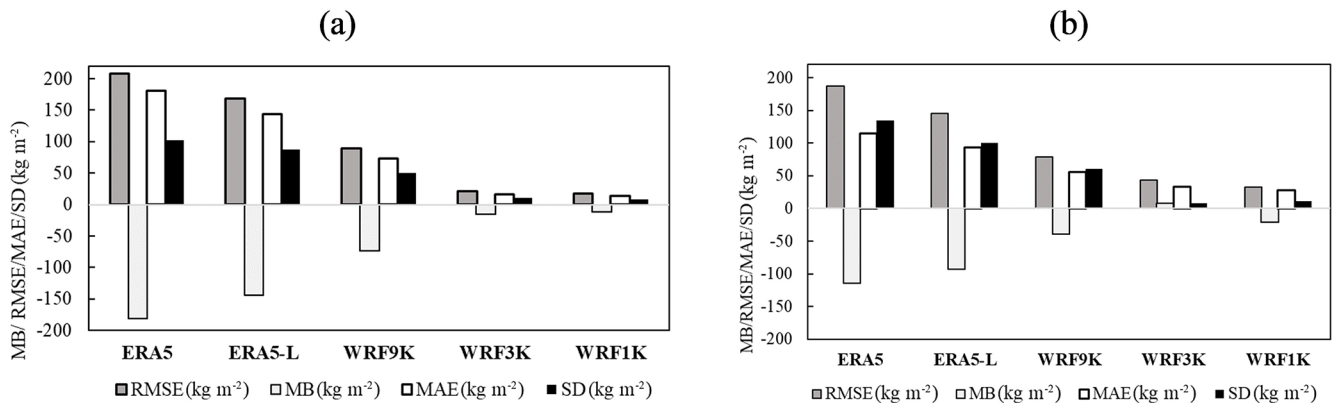 (a)
(b)
MB/ RMSE/MAE/SD (kg m-2)
200
150
100
50
0
-50
-100
-150
-200
ERA5 ERA5-L WRF9K WRF3K WRF1K
RMSE (kg m-2) MB (kg m-2) MAE (kg m-2) SD (kg m-2)
MB/RMSE/MAE/SD (kg m-2)
200
150
100
50
0
-50
-100
-150
-200
ERA5 ERA5-L WRF9K WRF3K WRF1K
RMSE (kg m-2) MB (kg m-2) MAE (kg m-2) SD (kg m-2)